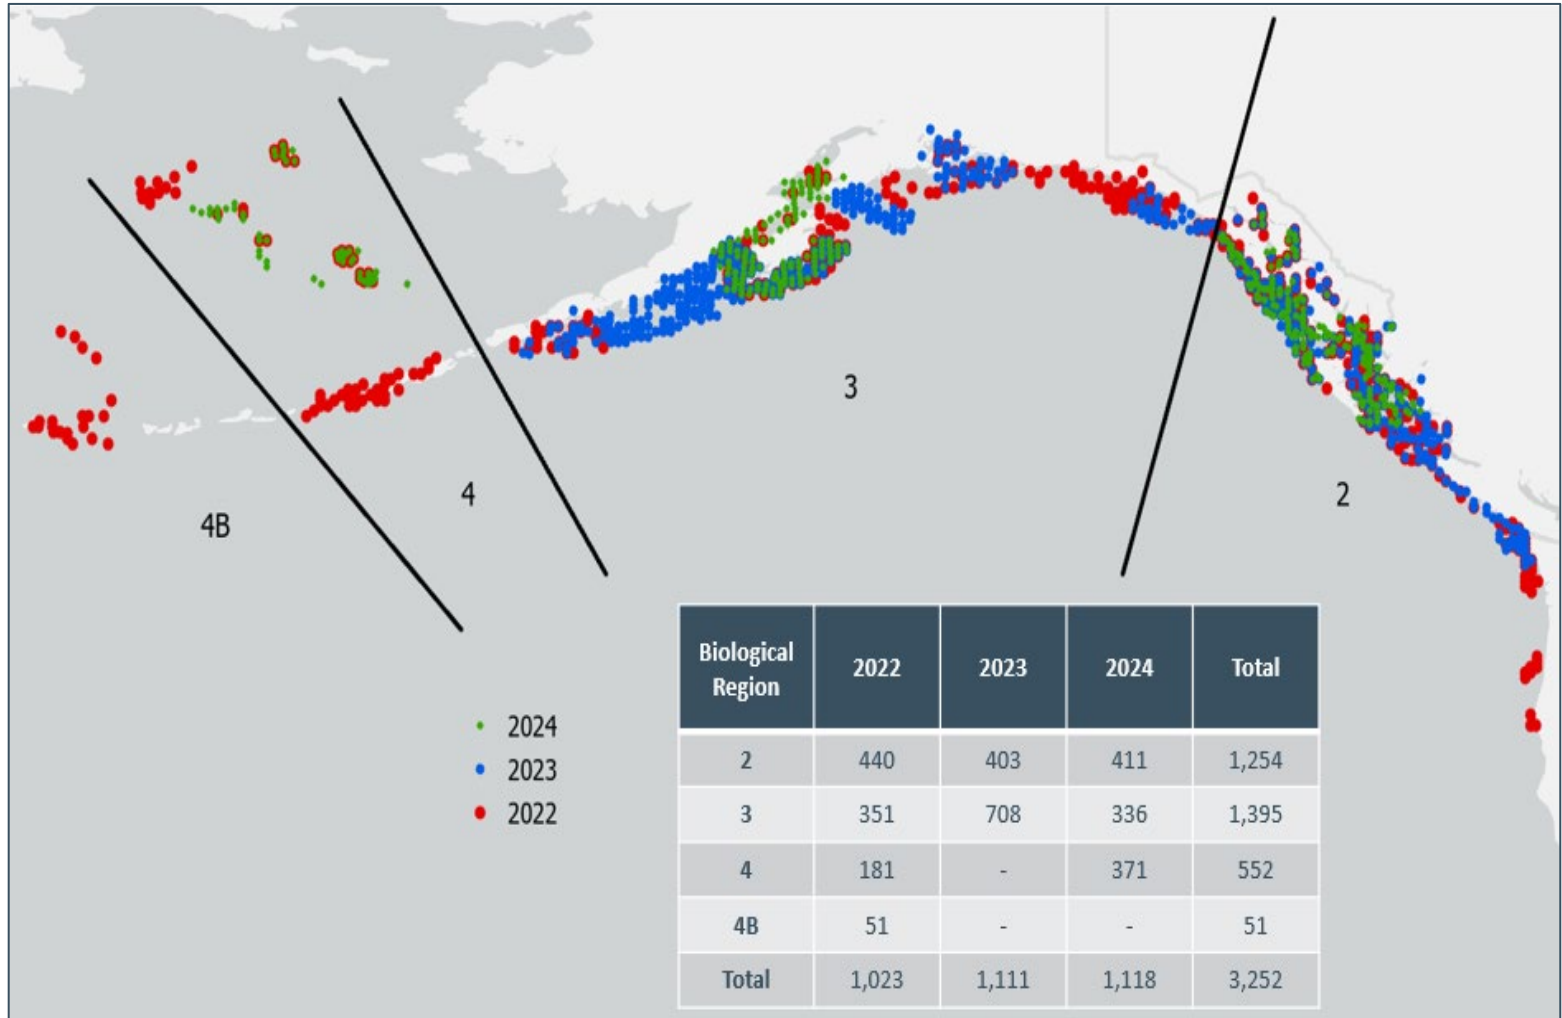 3
4
2
4B
2024
2023
2022
Biological Region 2022 2023 2024 Total
2 440 403 411 1,254
3 351 708 336 1,395
4 181 - 371 552
4B 51 - - 51
Total 1,023 1,111 1,118 3,252